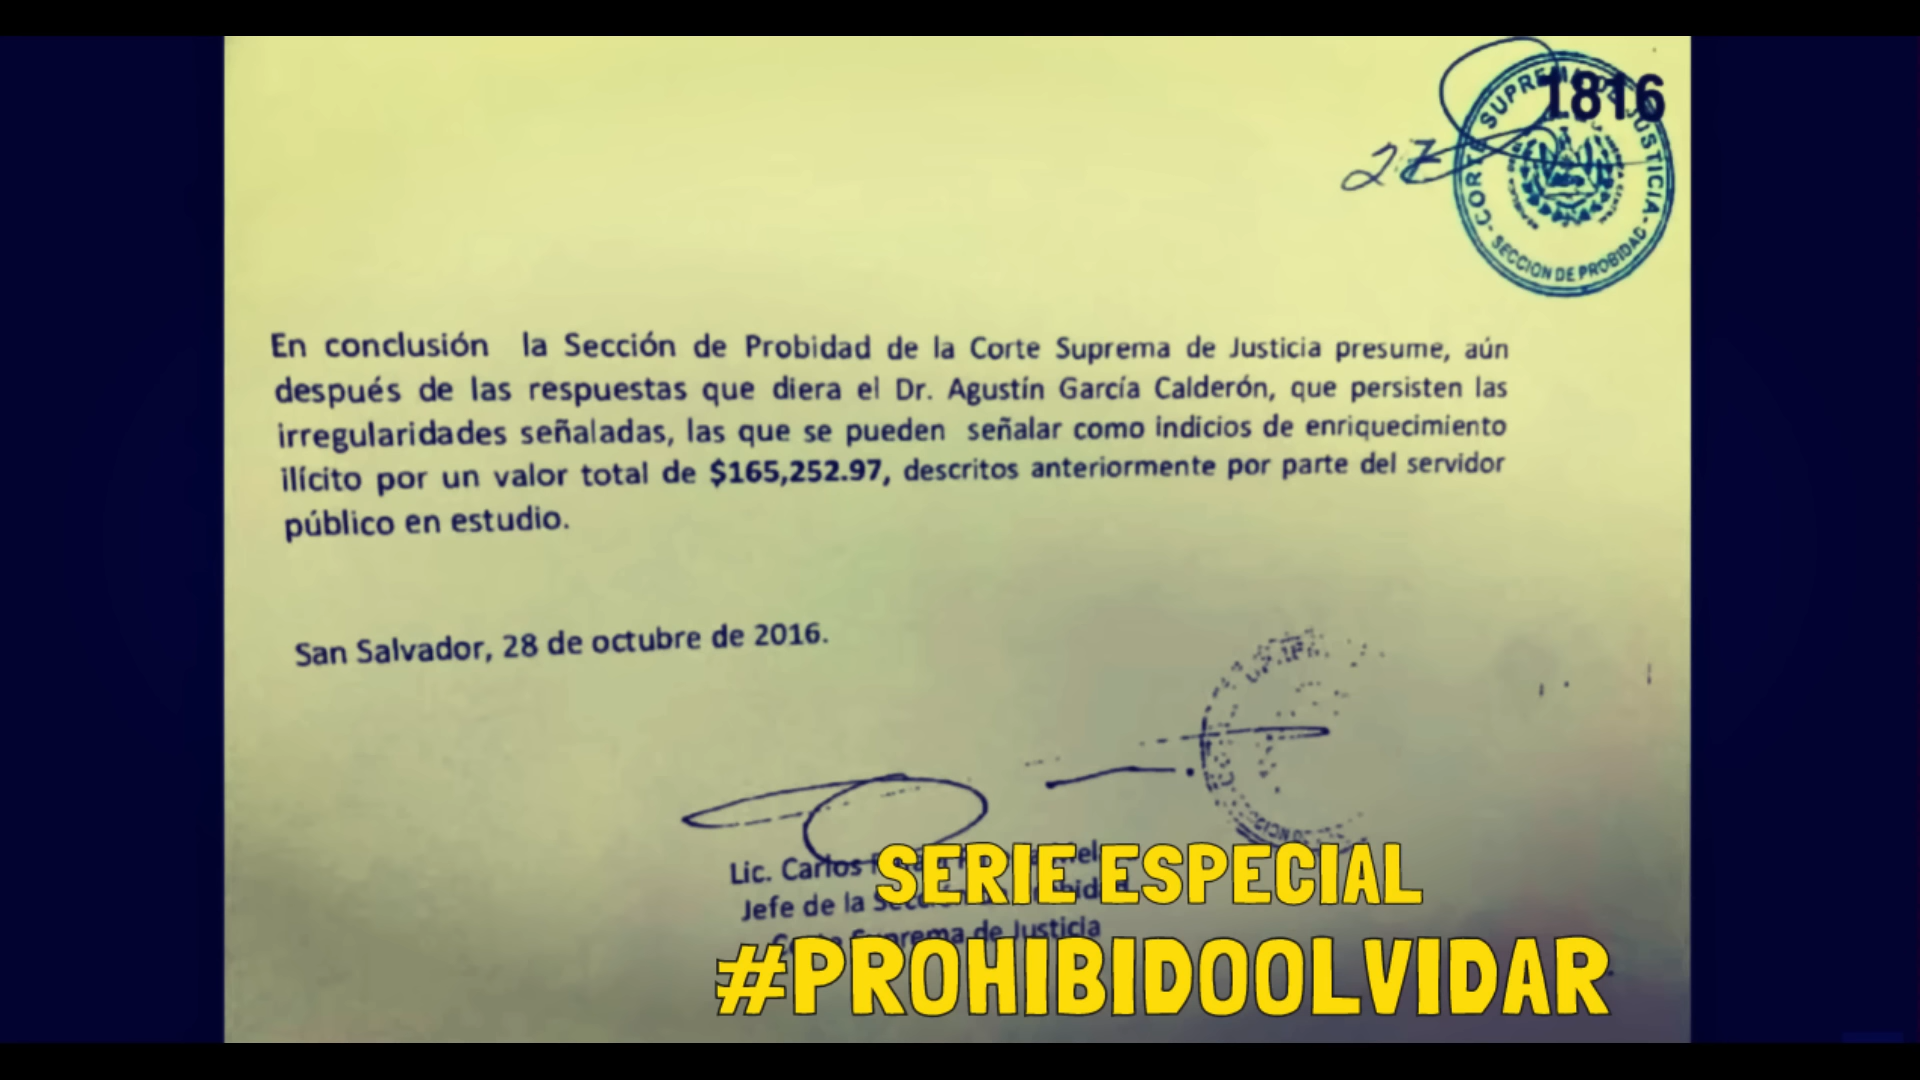 1816
27
CORTE SUPREMA DE JUSTICIA
SECCION DE PROBIDAD
En conclusión la Sección de Probidad de la Corte Suprema de Justicia presume, aún
después de las respuestas que diera el Dr. Agustín García Calderón, que persisten las
irregularidades señaladas, las que se pueden señalar como indicios de enriquecimiento
ilícito por un valor total de $165,252.97, descritos anteriormente por parte del servidor
público en estudio.
San Salvador, 28 de octubre de 2016.
Lic. Carlos
Jefe de la Sección Probidad
Corte Suprema de Justicia
SERIE ESPECIAL
#PROHIBIDOOLVIDAR